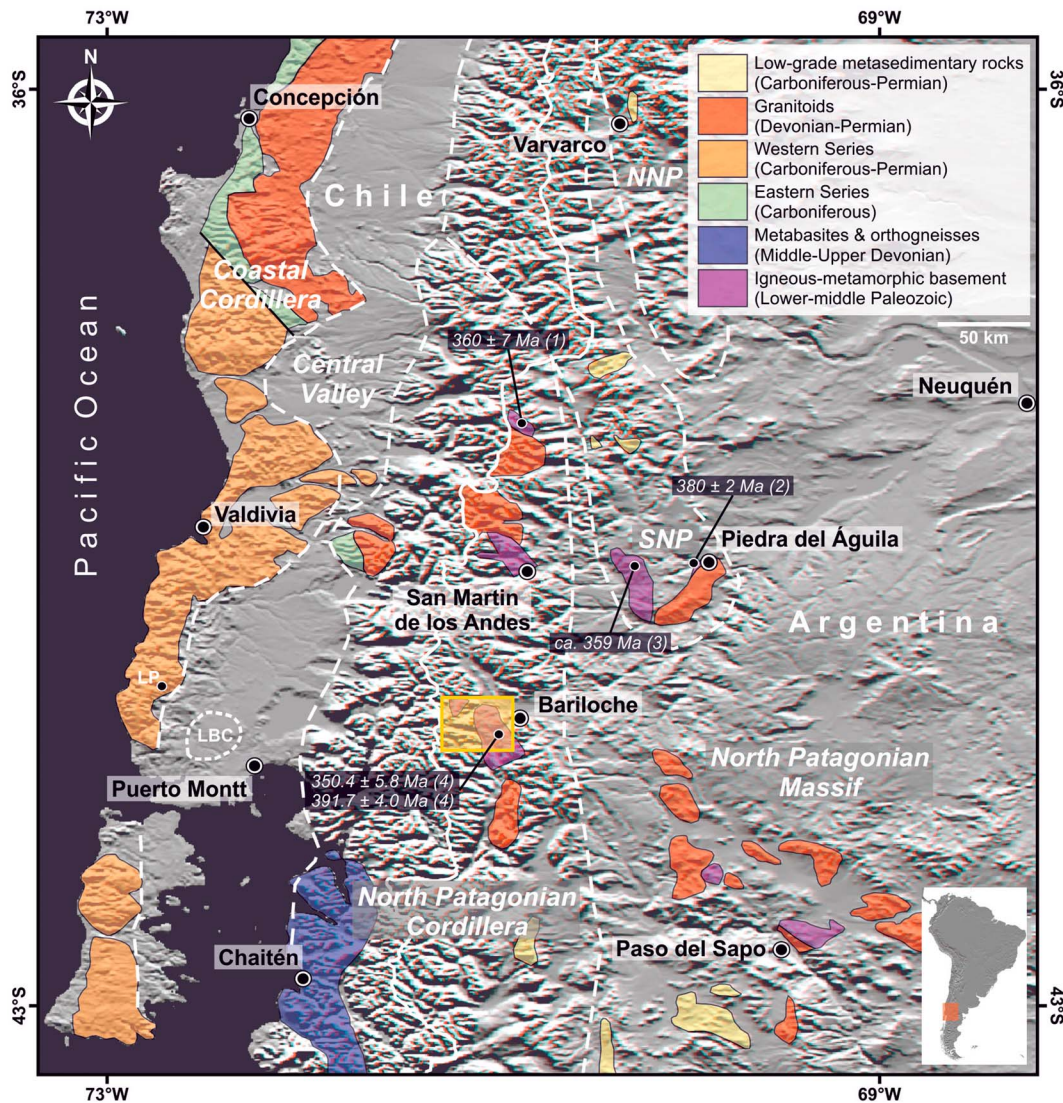 73°W
69°W
36°S
36°S
N
Concepción
Varvarco
NNP
Chile
Low-grade metasedimentary rocks
(Carboniferous-Permian)
Granitoids
(Devonian-Permian)
Western Series
(Carboniferous-Permian)
Eastern Series
(Carboniferous)
Metabasites & orthogneisses
(Middle-Upper Devonian)
Igneous-metamorphic basement
(Lower-middle Paleozoic)
50 km
Coastal
Cordillera
Pacific Ocean
360 ± 7 Ma (1)
Central
Valley
Neuquén
380 ± 2 Ma (2)
Valdivia
SNP
Piedra del Águila
San Martin
de los Andes
Argentina
ca. 359 Ma (3)
LP
Bariloche
LBC
North Patagonian
Massif
Puerto Montt
350.4 ± 5.8 Ma (4)
391.7 ± 4.0 Ma (4)
North Patagonian
Cordillera
Chaitén
Paso del Sapo
43°S
43°S
73°W
69°W